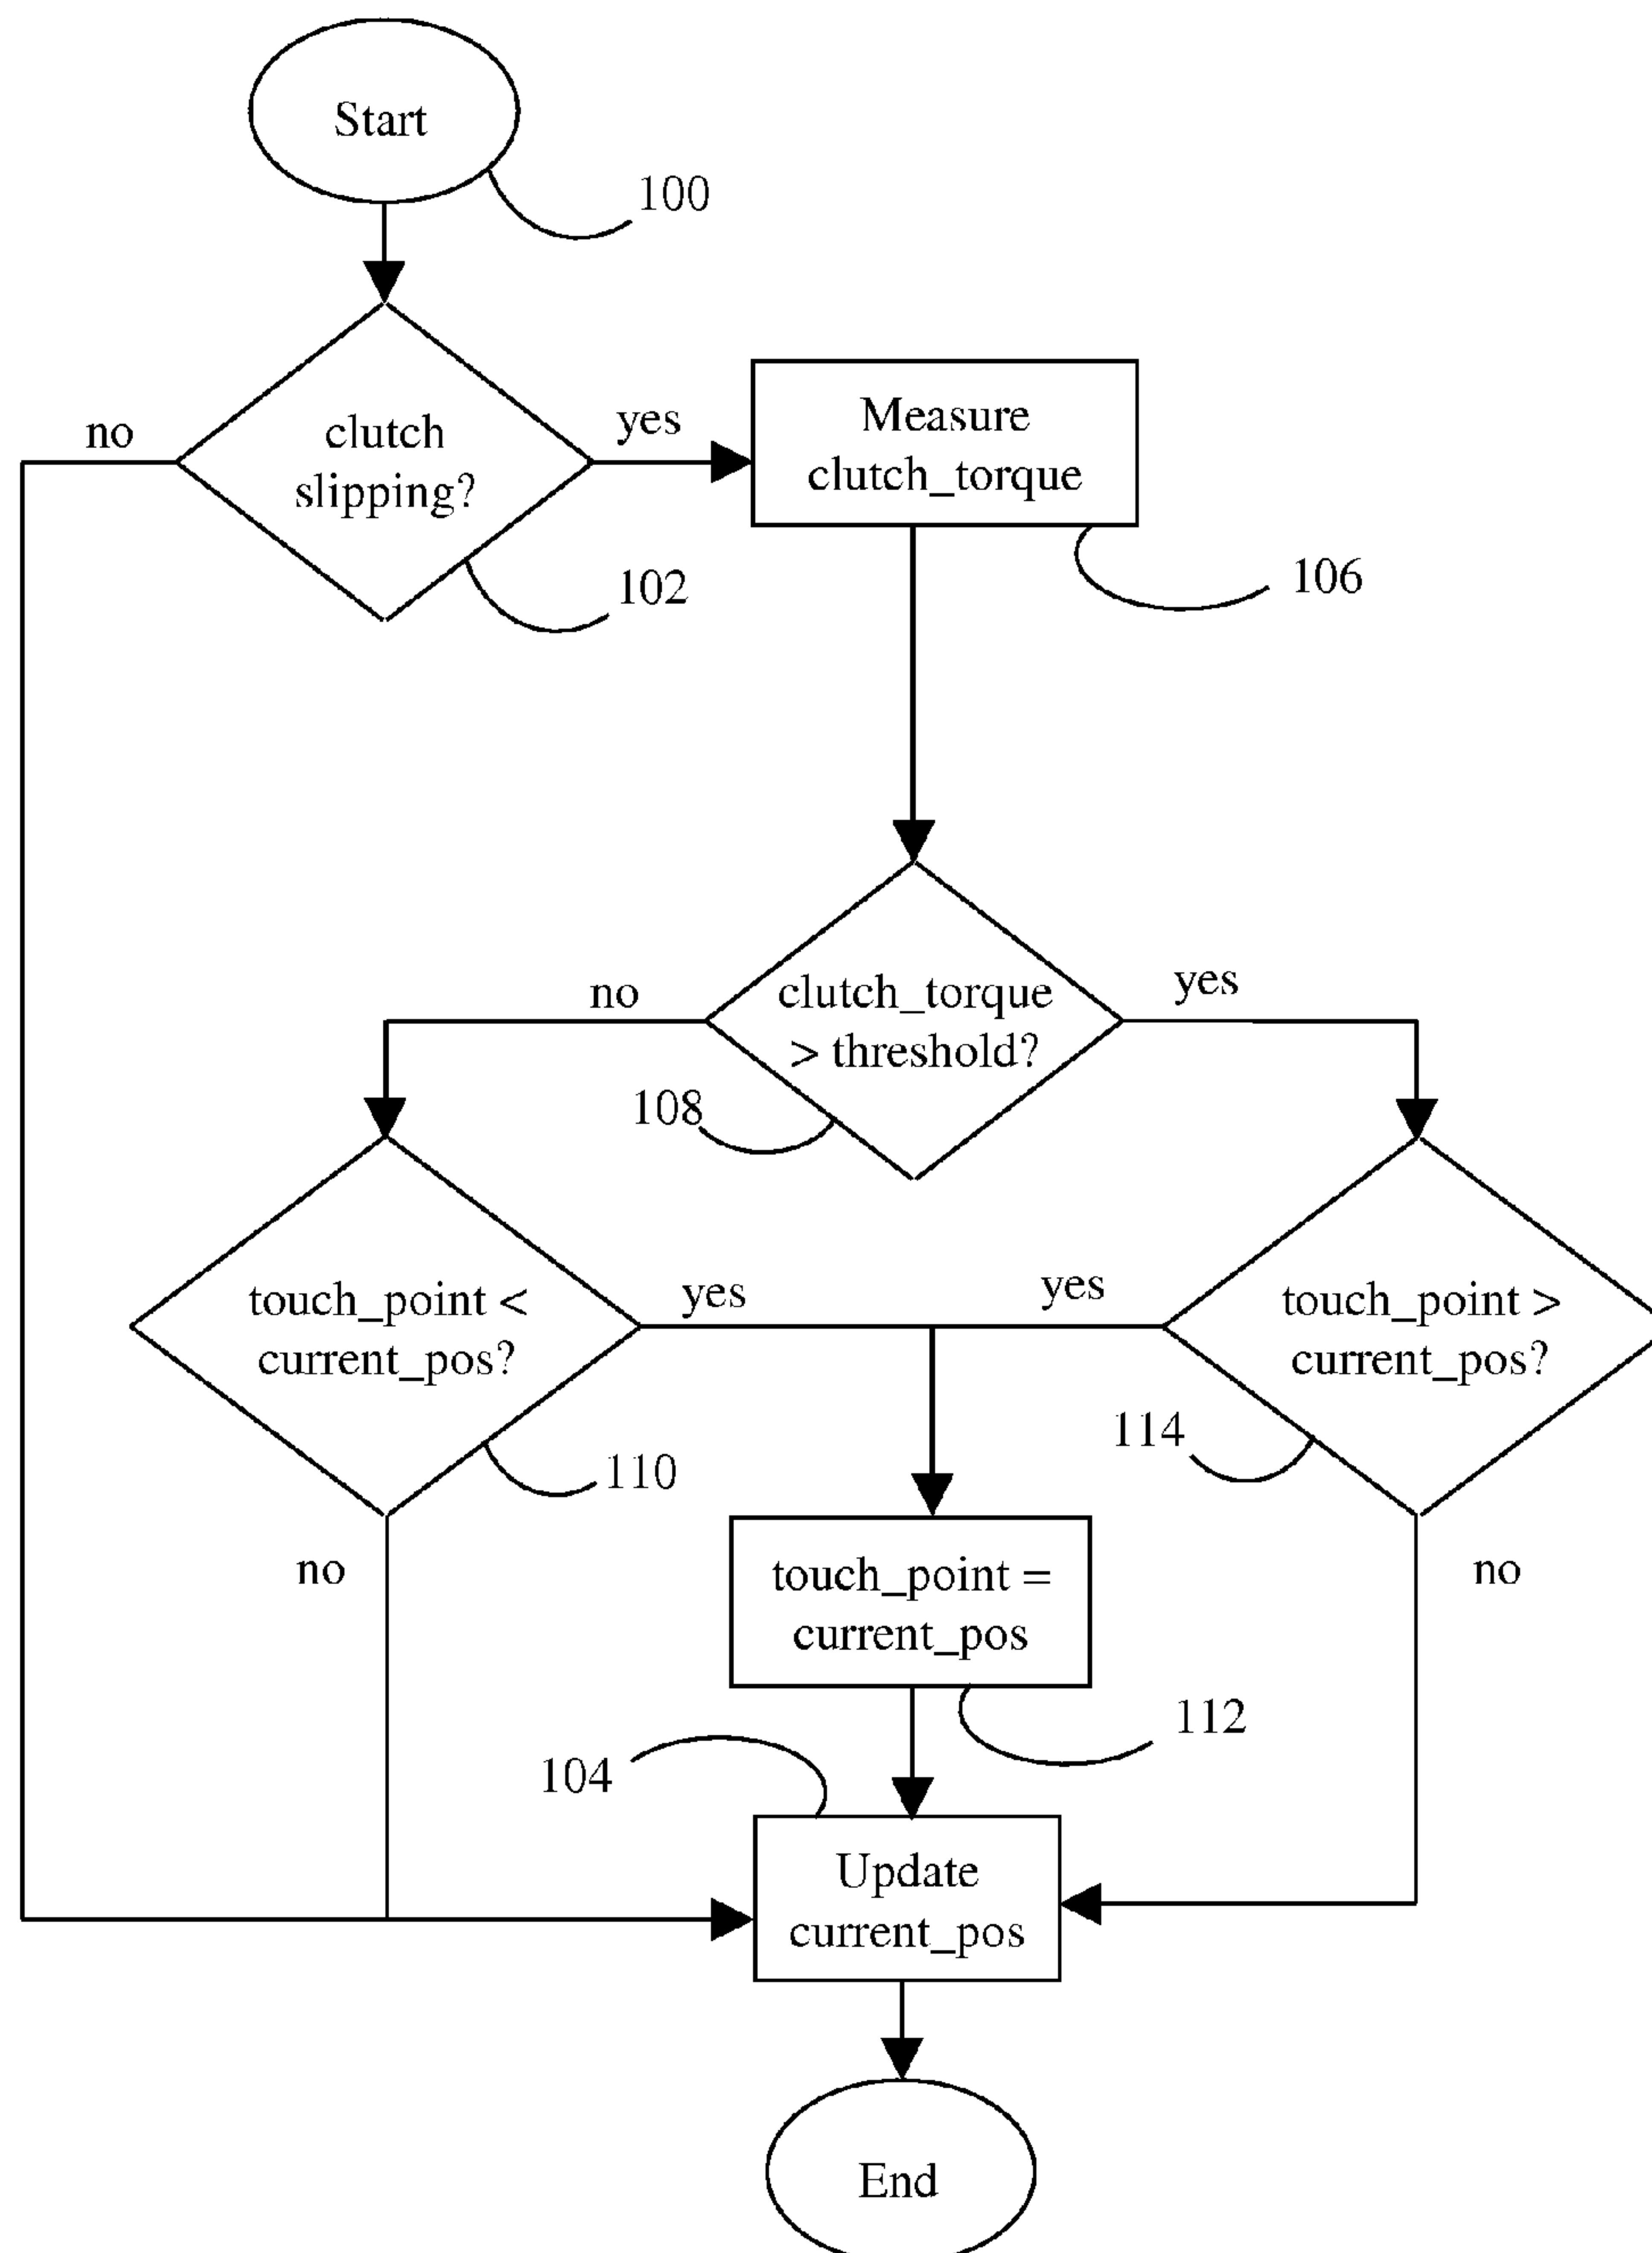 Start
100
no
clutch
slipping?
yes
Measure
clutch_torque
102
106
no
clutch_torque
> threshold?
yes
108
touch_point <
current_pos?
yes
yes
touch_point >
current_pos?
110
114
no
touch_point =
current_pos
no
112
104
Update
current_pos
End